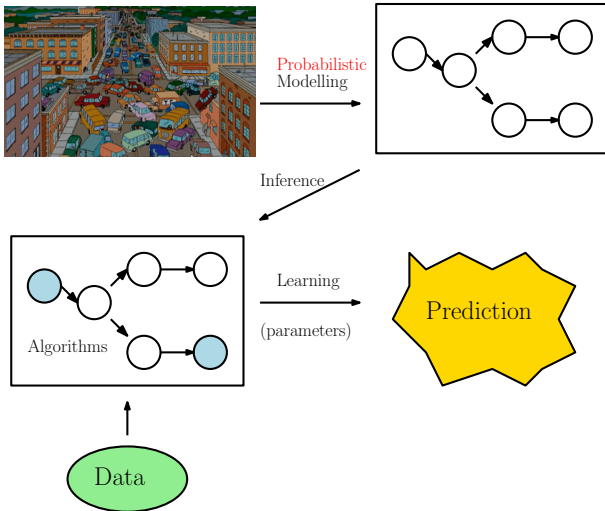 Probabilistic
Modelling
Inference
Learning
(parameters)
Algorithms
Prediction
Data